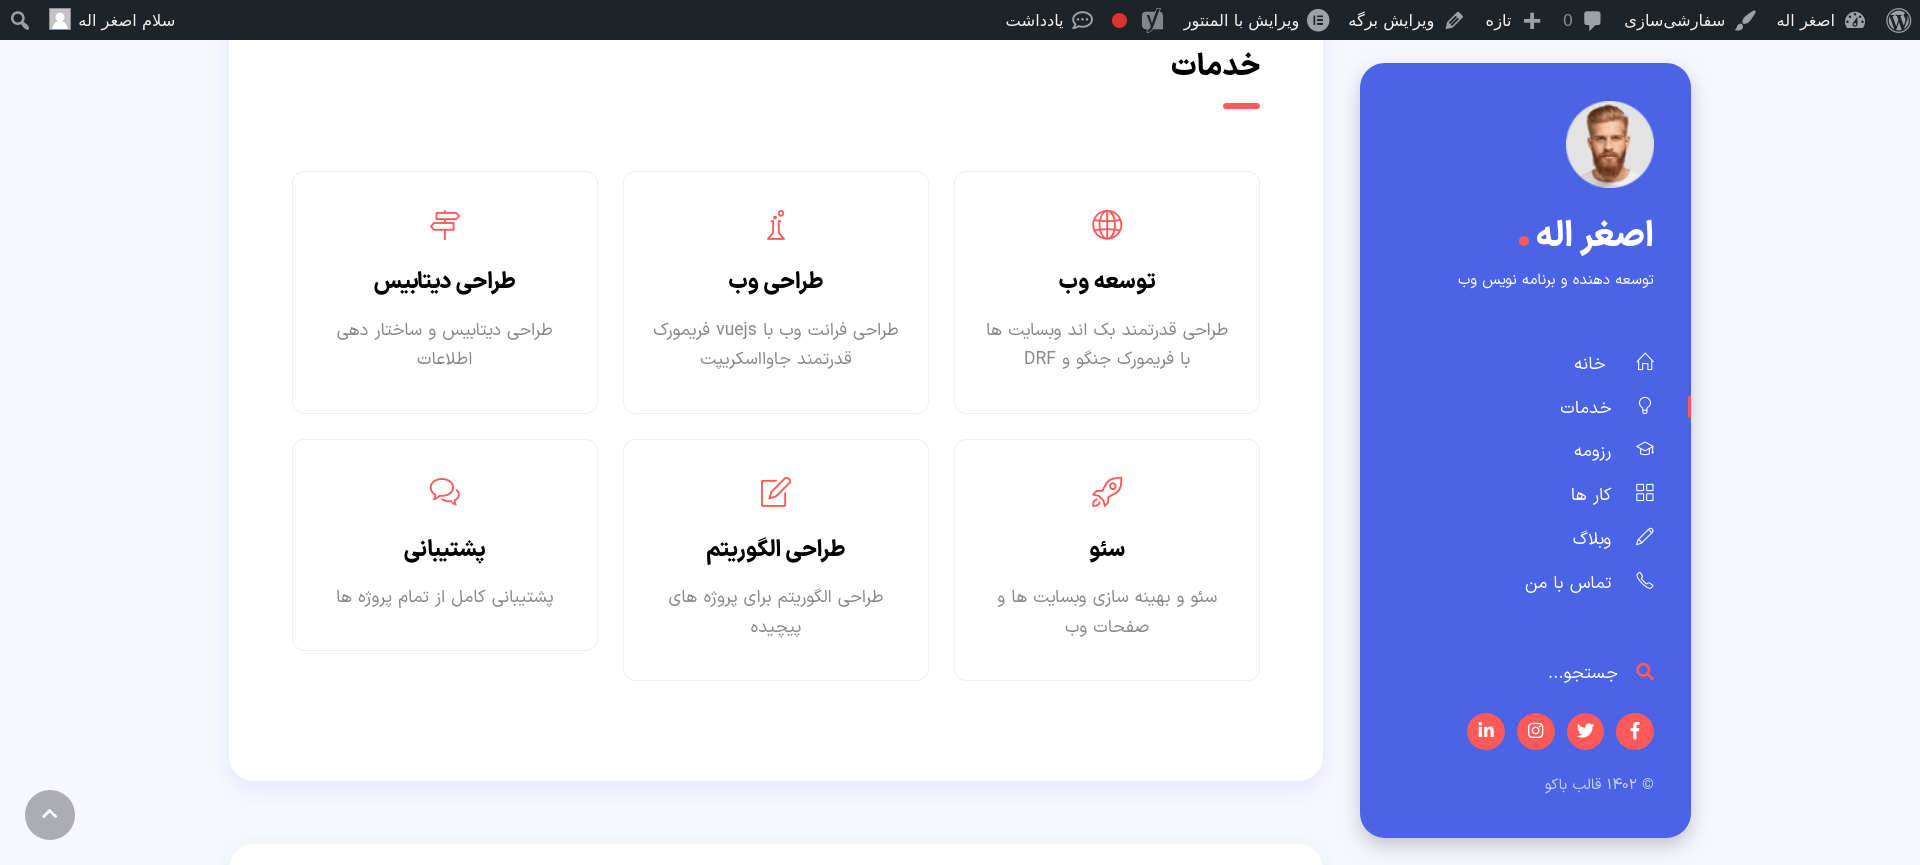 اصغر اله
سفارشی‌سازی
0
تازه
ویرایش برگه
ویرایش با المنتور
یادداشت
سلام اصغر اله
اصغر اله
توسعه دهنده و برنامه نویس وب
خانه
خدمات
رزومه
کار ها
وبلاگ
تماس با من
جستجو...
© ۱۴۰۲ قالب باکو
خدمات
توسعه وب
طراحی قدرتمند بک اند وبسایت ها
با فریمورک جنگو و DRF
طراحی وب
طراحی فرانت وب با vuejs فریمورک
قدرتمند جاوااسکریپت
طراحی دیتابیس
طراحی دیتابیس و ساختار دهی
اطلاعات
سئو
سئو و بهینه سازی وبسایت ها و
صفحات وب
طراحی الگوریتم
طراحی الگوریتم برای پروژه های
پیچیده
پشتیبانی
پشتیبانی کامل از تمام پروژه ها